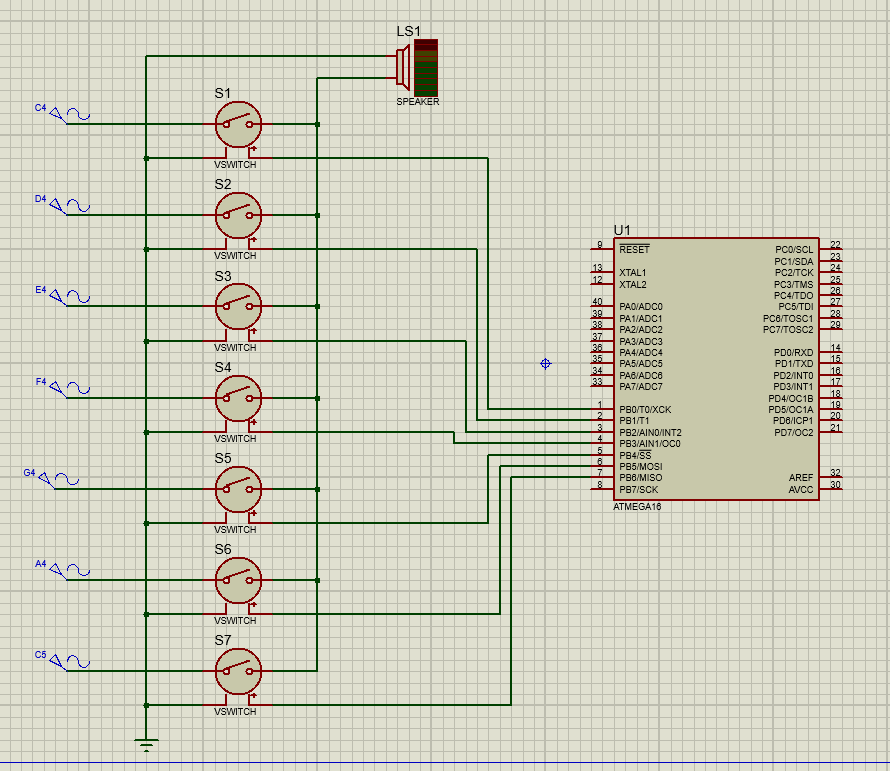 LS1
SPEAKER
C4
S1
VSWITCH
D4
S2
VSWITCH
E4
S3
VSWITCH
F4
S4
VSWITCH
G4
S5
VSWITCH
A4
S6
VSWITCH
C5
S7
VSWITCH
U1
9 RESET PC0/SCL 22
PC1/SDA 23
13 XTAL1 PC2/TCK 24
12 XTAL2 PC3/TMS 25
PC4/TDO 26
40 PA0/ADC0 PC5/TDI 27
39 PA1/ADC1 PC6/TOSC1 28
38 PA2/ADC2 PC7/TOSC2 29
37 PA3/ADC3
36 PA4/ADC4 PD0/RXD 14
35 PA5/ADC5 PD1/TXD 15
34 PA6/ADC6 PD2/INT0 16
33 PA7/ADC7 PD3/INT1 17
PD4/OC1B 18
1 PB0/T0/XCK PD5/OC1A 19
2 PB1/T1 PD6/ICP1 20
3 PB2/AIN0/INT2 PD7/OC2 21
4 PB3/AIN1/OC0
5 PB4/SS
6 PB5/MOSI
7 PB6/MISO AREF 32
8 PB7/SCK AVCC 30
ATMEGA16